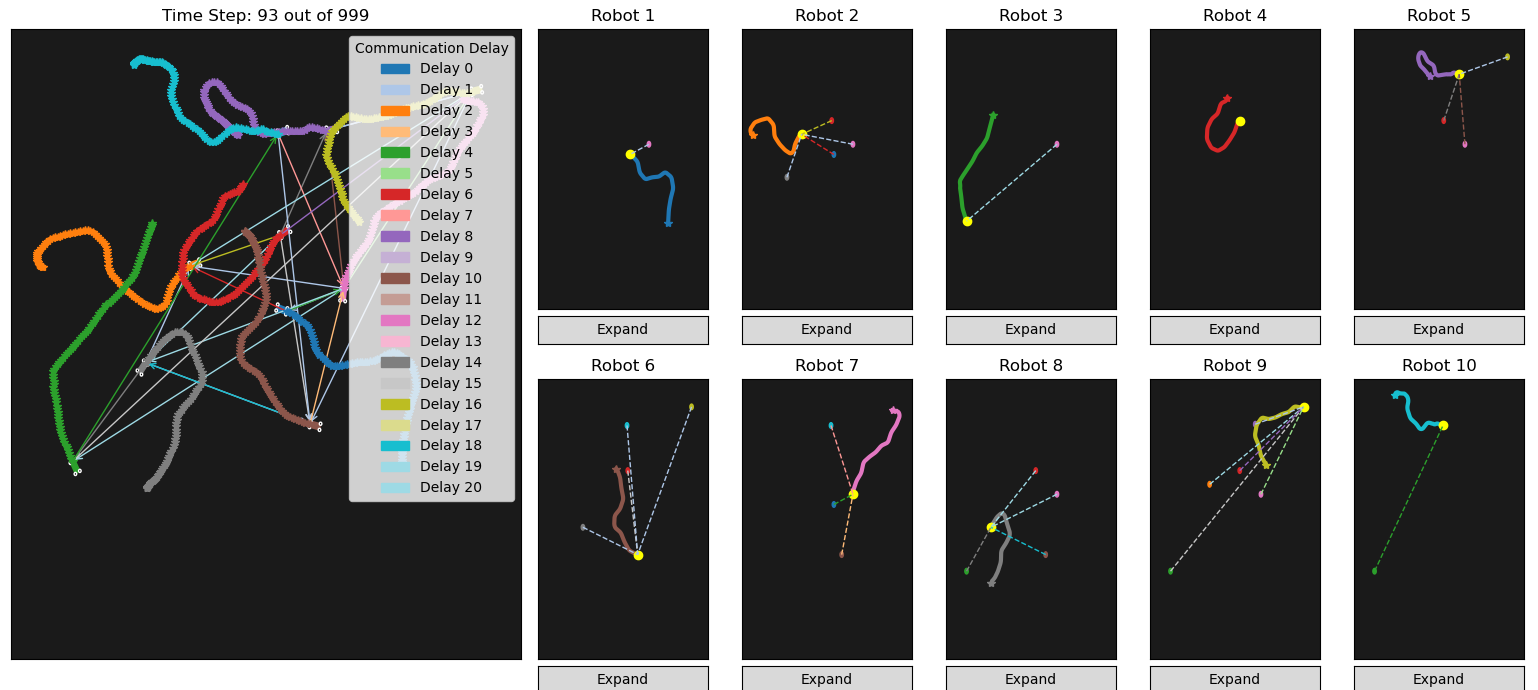 Time Step: 93 out of 999
Communication Delay
Delay 0
Delay 1
Delay 2
Delay 3
Delay 4
Delay 5
Delay 6
Delay 7
Delay 8
Delay 9
Delay 10
Delay 11
Delay 12
Delay 13
Delay 14
Delay 15
Delay 16
Delay 17
Delay 18
Delay 19
Delay 20
Robot 1
Robot 2
Robot 3
Robot 4
Robot 5
Expand
Expand
Expand
Expand
Expand
Robot 6
Robot 7
Robot 8
Robot 9
Robot 10
Expand
Expand
Expand
Expand
Expand